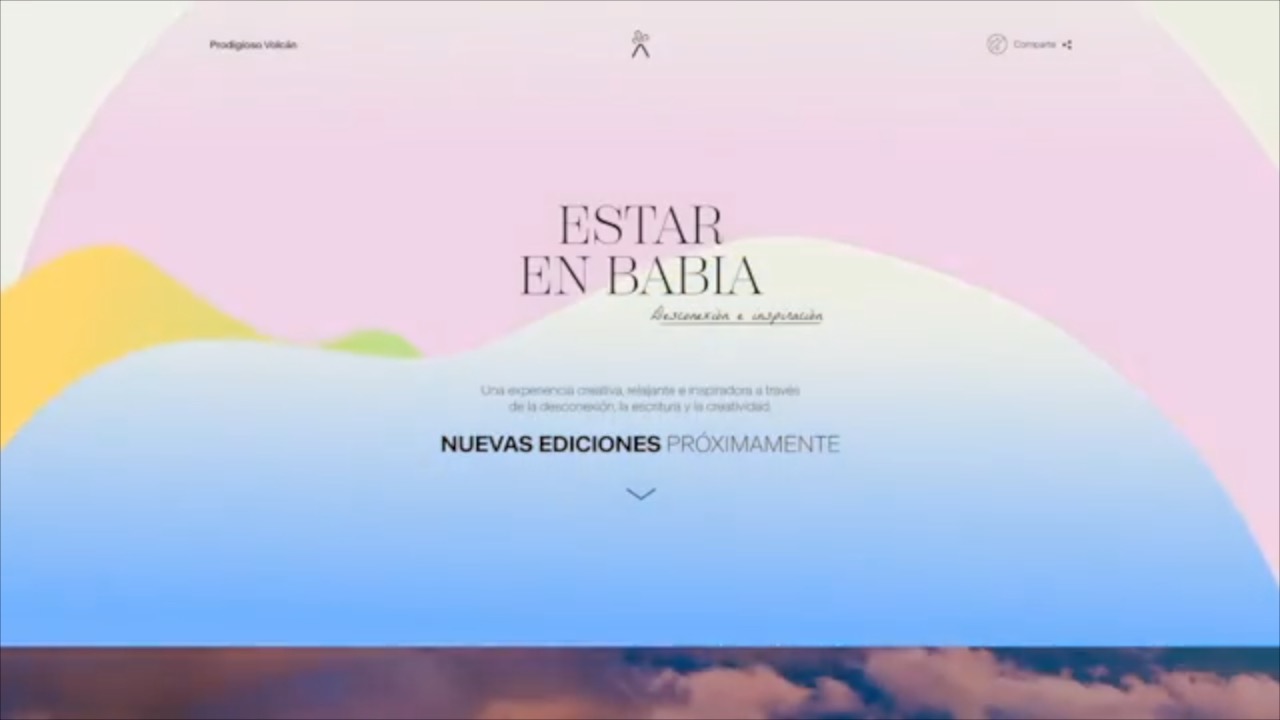 Prodigioso Volcán
Comparte
ESTAR
EN BABIA
Desconexión e inspiración
Una experiencia creativa, relajante e inspiradora a través
de la desconexión, la escritura y la creatividad.
NUEVAS EDICIONES PRÓXIMAMENTE